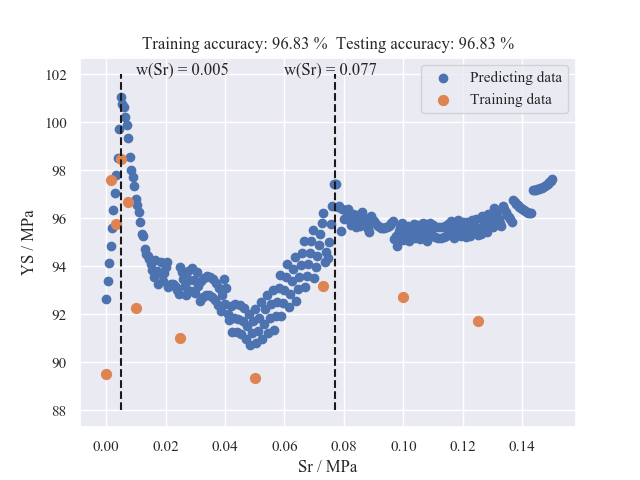 Training accuracy: 96.83 %  Testing accuracy: 96.83 %
w(Sr) = 0.005
w(Sr) = 0.077
Predicting data
Training data
102
100
98
96
94
92
90
88
YS / MPa
0.00
0.02
0.04
0.06
0.08
0.10
0.12
0.14
Sr / MPa